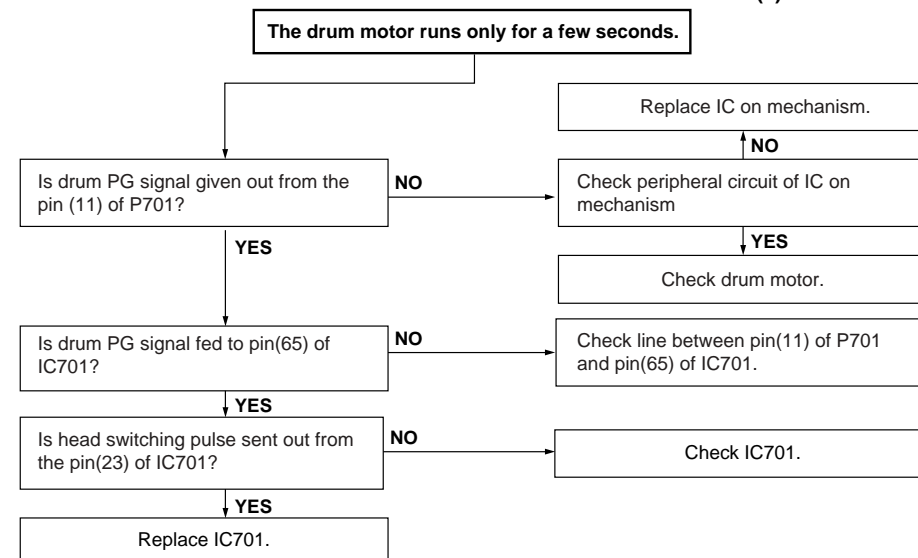 (1)
The drum motor runs only for a few seconds.
Replace IC on mechanism.
NO
Is drum PG signal given out from the
pin (11) of P701?
NO
Check peripheral circuit of IC on
mechanism
YES
YES
Check drum motor.
Is drum PG signal fed to pin(65) of
IC701?
NO
Check line between pin(11) of P701
and pin(65) of IC701.
YES
Is head switching pulse sent out from
the pin(23) of IC701?
NO
Check IC701.
YES
Replace IC701.